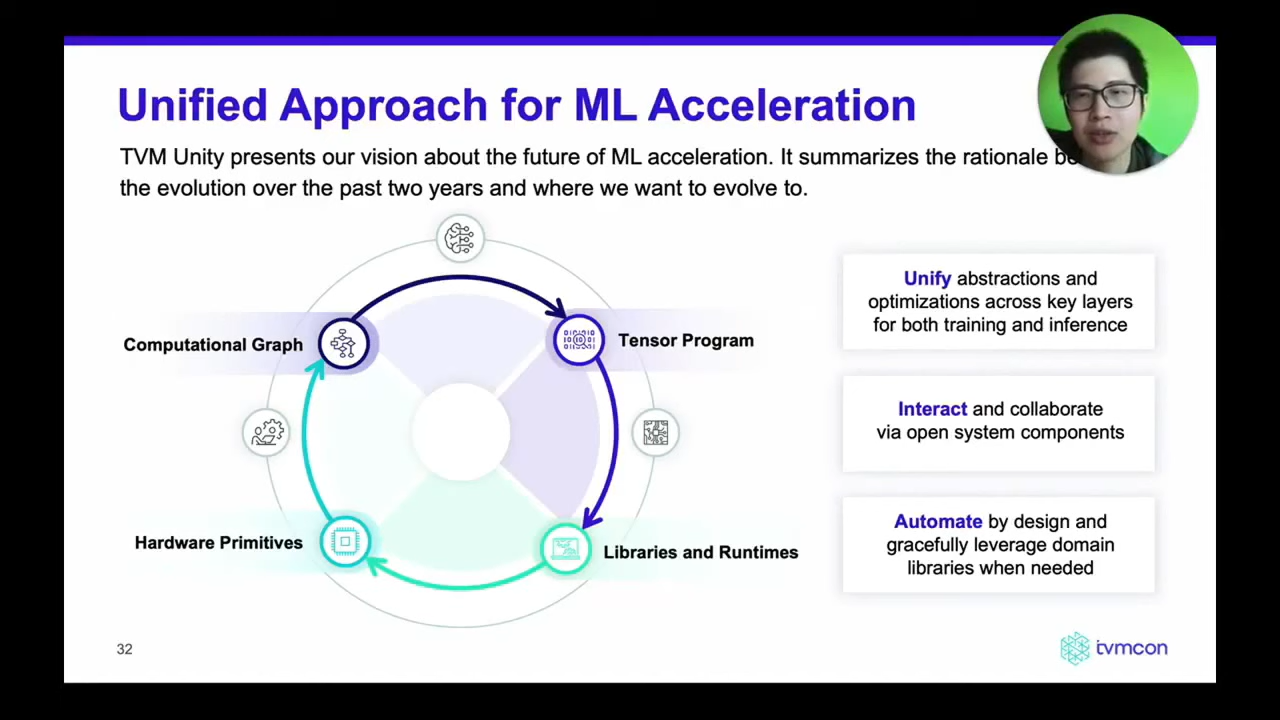 Unified Approach for ML Acceleration
TVM Unity presents our vision about the future of ML acceleration. It summarizes the rationale
the evolution over the past two years and where we want to evolve to.
Computational Graph
Tensor Program
Hardware Primitives
Libraries and Runtimes
Unify abstractions and
optimizations across key layers
for both training and inference
Interact and collaborate
via open system components
Automate by design and
gracefully leverage domain
libraries when needed
32
tvmcon